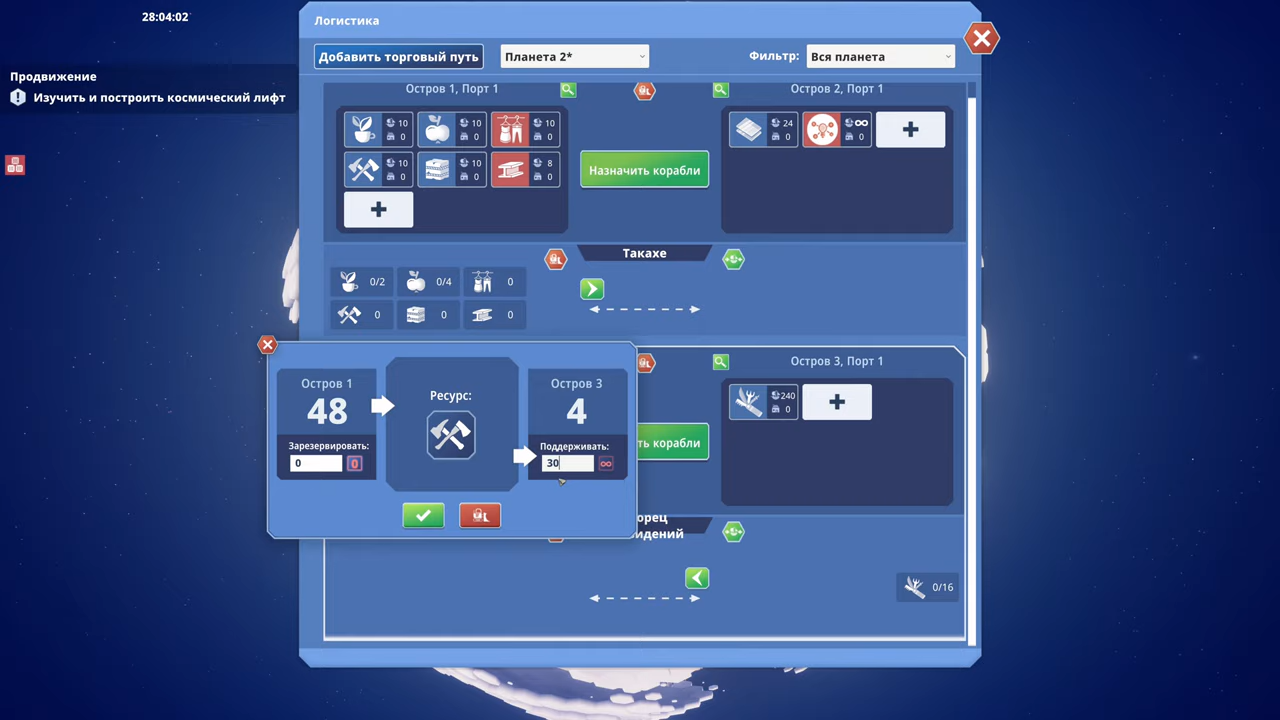 28:04:02
Логистика
Добавить торговый путь
Планета 2*
Фильтр:
Вся планета
Продвижение
Изучить и построить космический лифт
Остров 1, Порт 1
Остров 2, Порт 1
10
0
10
0
10
0
24
0
∞
0
10
0
10
0
8
0
Назначить корабли
Такахе
0/2
0/4
0
0
0
0
Остров 3, Порт 1
240
0
ть корабли
Остров 1
48
Зарезервировать:
0
0
Ресурс:
Остров 3
4
Поддерживать:
30
∞
орец
идений
0/16